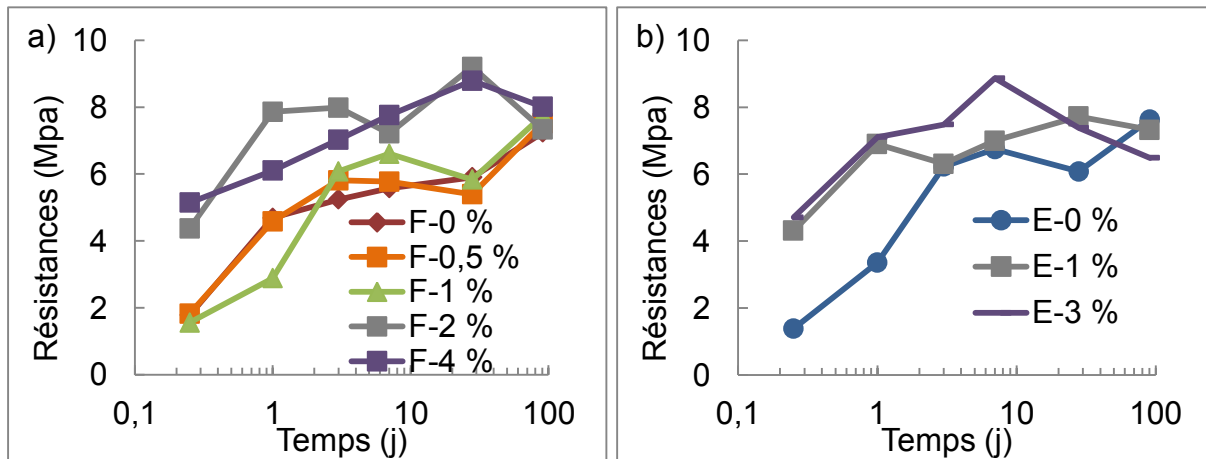 a)
Résistances (Mpa)
10
8
6
4
2
0
0,1
1
10
100
Temps (j)
F-0 %
F-0,5 %
F-1 %
F-2 %
F-4 %
b)
Résistances (Mpa)
10
8
6
4
2
0
0,1
1
10
100
Temps (j)
E-0 %
E-1 %
E-3 %